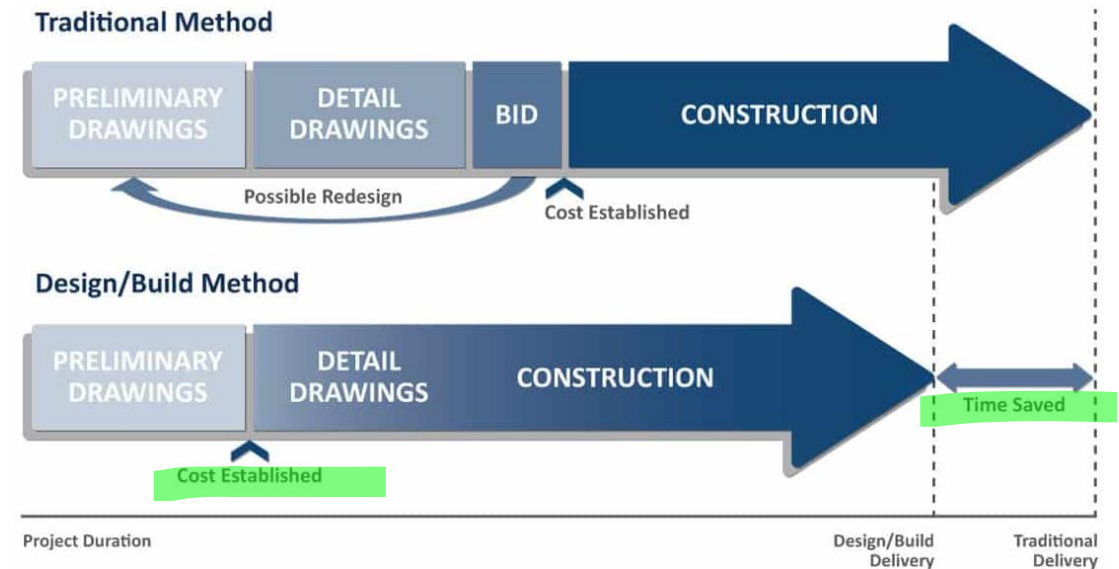 Traditional Method
PRELIMINARY
DRAWINGS
DETAIL
DRAWINGS
BID
CONSTRUCTION
Possible Redesign
Cost Established
Design/Build Method
PRELIMINARY
DRAWINGS
DETAIL
DRAWINGS
CONSTRUCTION
Time Saved
Cost Established
Project Duration
Design/Build
Delivery
Traditional
Delivery